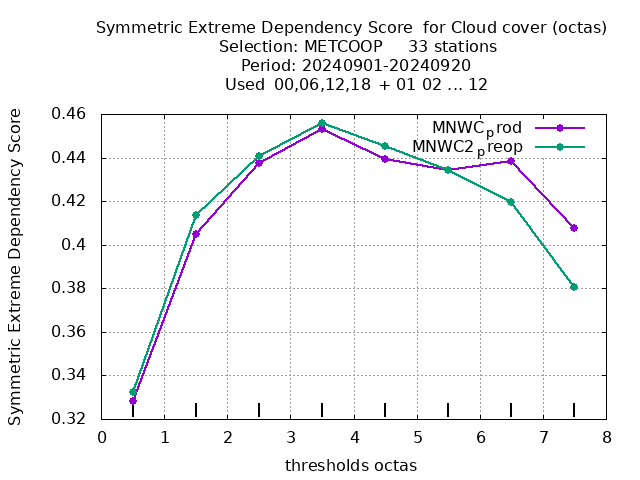 Symmetric Extreme Dependency Score  for Cloud cover (octas)
Selection: METCOOP     33 stations
Period: 20240901-20240920
Used  00,06,12,18  + 01 02 ... 12
Symmetric Extreme Dependency Score
0.46
0.44
0.42
0.4
0.38
0.36
0.34
0.32
MNWCprod
MNWC2preop
0 1 2 3 4 5 6 7 8
thresholds octas